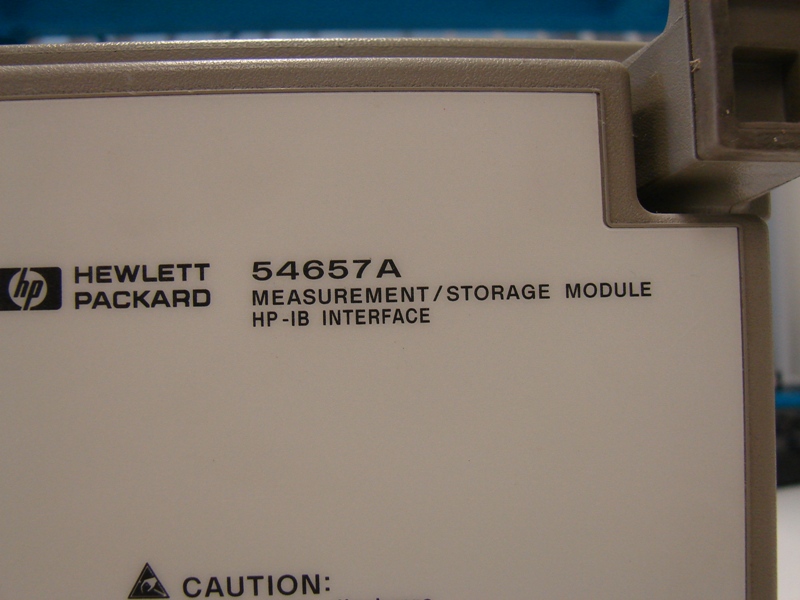 hp HEWLETT PACKARD
54657A
MEASUREMENT/STORAGE MODULE
HP-IB INTERFACE
CAUTION: